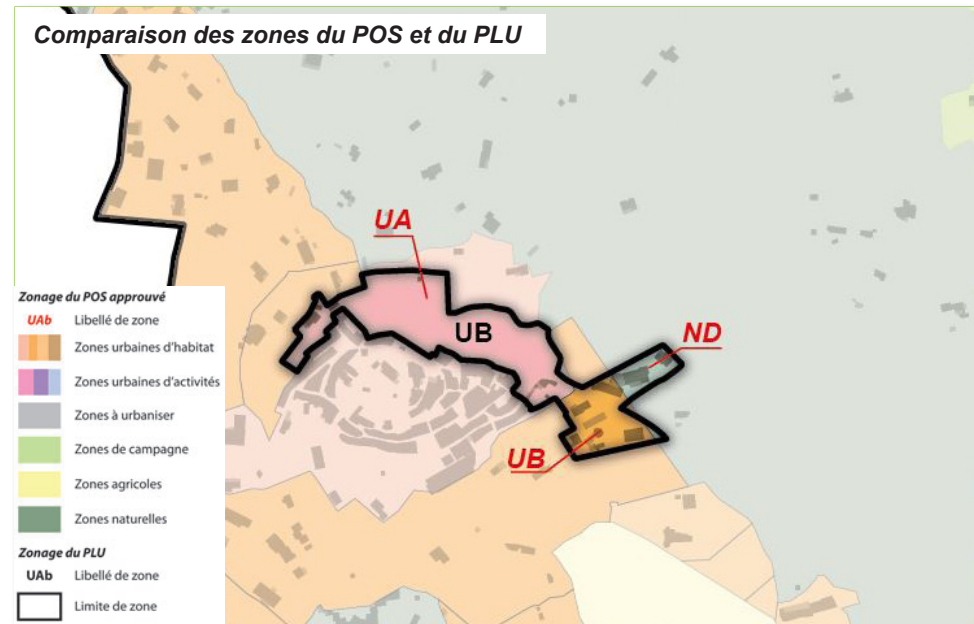 Comparaison des zones du POS et du PLU
UA
UB
ND
UB
Zonage du POS approuvé
UAb Libellé de zone
Zones urbaines d'habitat
Zones urbaines d'activités
Zones à urbaniser
Zones de campagne
Zones agricoles
Zones naturelles
Zonage du PLU
UAb Libellé de zone
Limite de zone